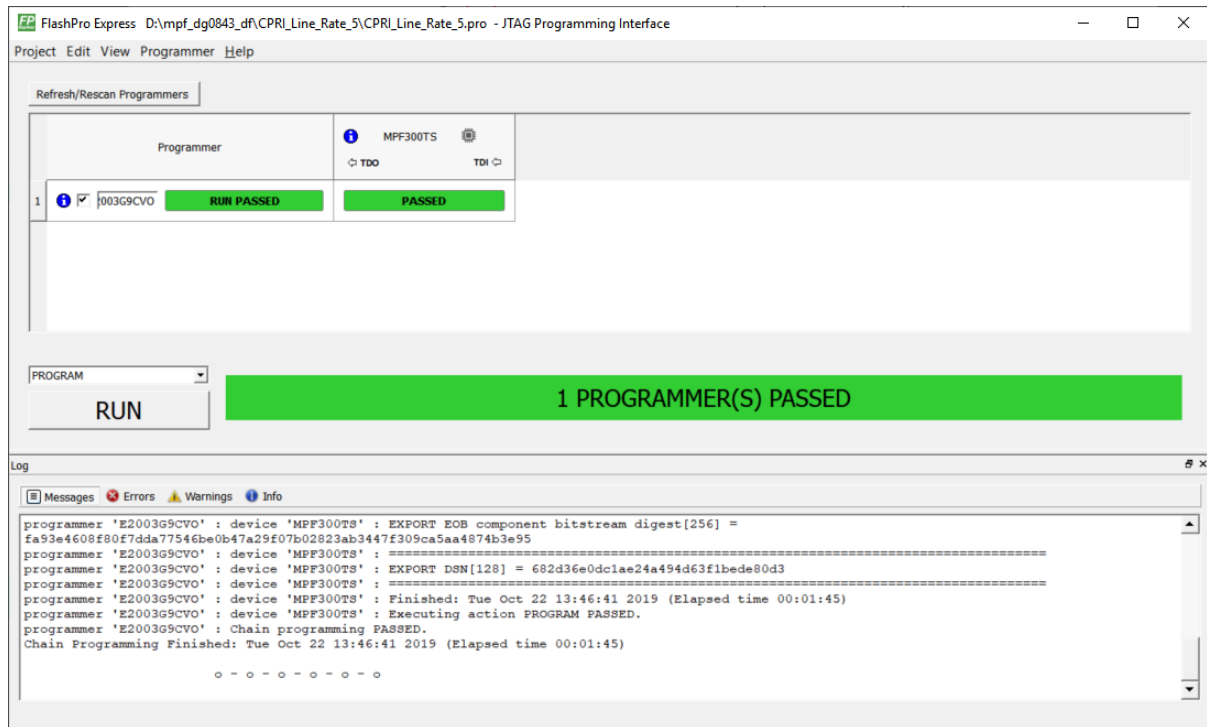 FP FlashPro Express D:\mpf_dg0843_df\CPRI_Line_Rate_5\CPRI_Line_Rate_5.pro - JTAG Programming Interface
Project Edit View Programmer Help
Refresh/Rescan Programmers
Programmer
MPF300TS
TDO TDI
1 003G9CVO RUN PASSED PASSED
PROGRAM
RUN
1 PROGRAMMER(S) PASSED
Log
Messages Errors Warnings Info
programmer 'E2003G9CVO' : device 'MPF300TS' : EXPORT EOB component bitstream digest[256] =
fa93e4608f80f7dda77546be0b47a29f07b02823ab3447f309ca5aa4874b3e95
programmer 'E2003G9CVO' : device 'MPF300TS' : =====================================================================================
programmer 'E2003G9CVO' : device 'MPF300TS' : EXPORT DSN[128] = 682d36e0dc1ae24a494d63f1bede80d3
programmer 'E2003G9CVO' : device 'MPF300TS' : =====================================================================================
programmer 'E2003G9CVO' : device 'MPF300TS' : Finished: Tue Oct 22 13:46:41 2019 (Elapsed time 00:01:45)
programmer 'E2003G9CVO' : device 'MPF300TS' : Executing action PROGRAM PASSED.
programmer 'E2003G9CVO' : Chain programming PASSED.
Chain Programming Finished: Tue Oct 22 13:46:41 2019 (Elapsed time 00:01:45)
o - o - o - o - o - o